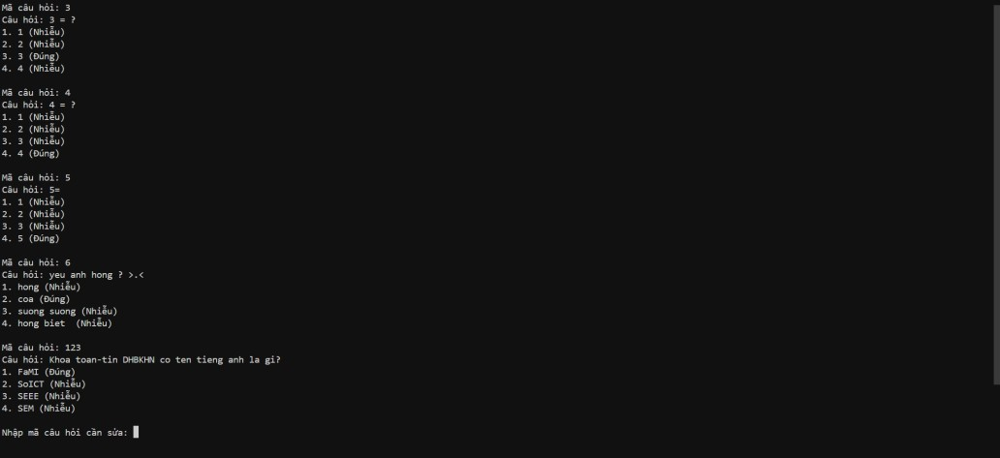 Mã câu hỏi: 3
Câu hỏi: 3 = ?
1. 1 (Nhiễu)
2. 2 (Nhiễu)
3. 3 (Đúng)
4. 4 (Nhiễu)
Mã câu hỏi: 4
Câu hỏi: 4 = ?
1. 1 (Nhiễu)
2. 2 (Nhiễu)
3. 3 (Nhiễu)
4. 4 (Đúng)
Mã câu hỏi: 5
Câu hỏi: 5=
1. 1 (Nhiễu)
2. 2 (Nhiễu)
3. 3 (Nhiễu)
4. 5 (Đúng)
Mã câu hỏi: 6
Câu hỏi: yeu anh hong ? >.<
1. hong (Nhiễu)
2. coa (Đúng)
3. suong suong (Nhiễu)
4. hong biet  (Nhiễu)
Mã câu hỏi: 123
Câu hỏi: Khoa toan-tin DHBKHN co ten tieng anh la gi?
1. FaMI (Đúng)
2. SoICT (Nhiễu)
3. SEEE (Nhiễu)
4. SEM (Nhiễu)
Nhập mã câu hỏi cần sửa: